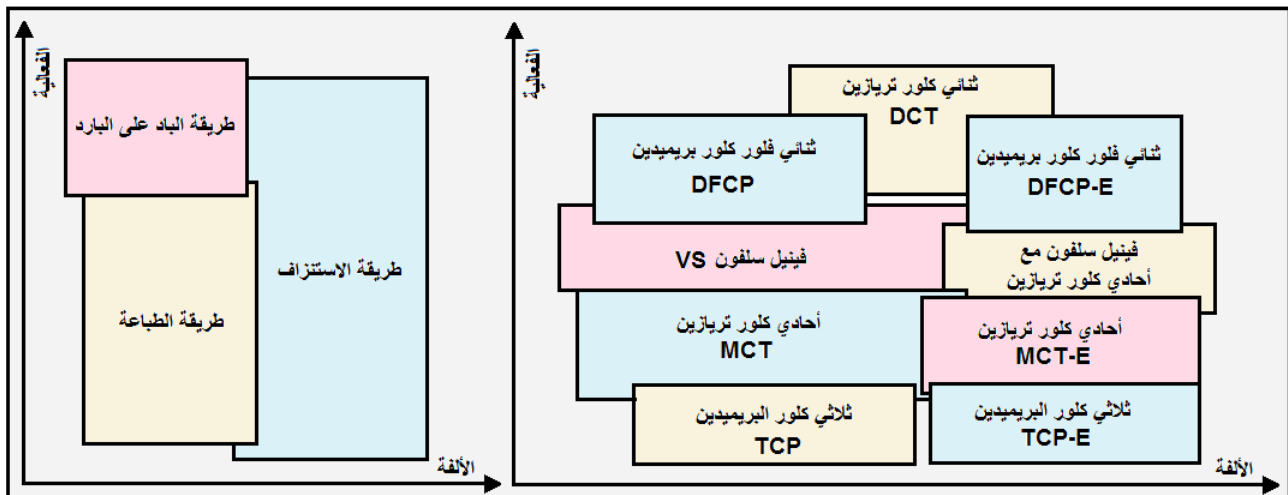 الفعالية
طريقة الباد على البارد
طريقة الاستنزاف
طريقة الطباعة
الألفة
الفعالية
ثنائي كلور تريازين
DCT
ثنائي فلور كلور بريميدين
DFCP
ثنائي فلور كلور بريميدين
DFCP-E
فينيل سلفون VS
فينيل سلفون مع
أحادي كلور تريازين
أحادي كلور تريازين
MCT
أحادي كلور تريازين
MCT-E
ثلاثي كلور البريميدين
TCP
ثلاثي كلور البريميدين
TCP-E
الألفة